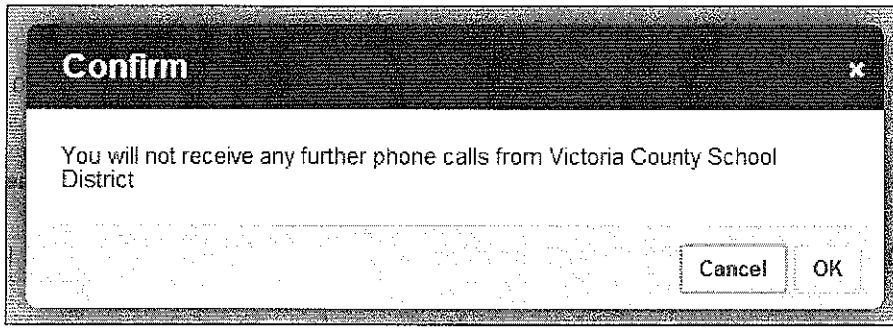 Confirm
×
You will not receive any further phone calls from Victoria County School
District
Cancel OK